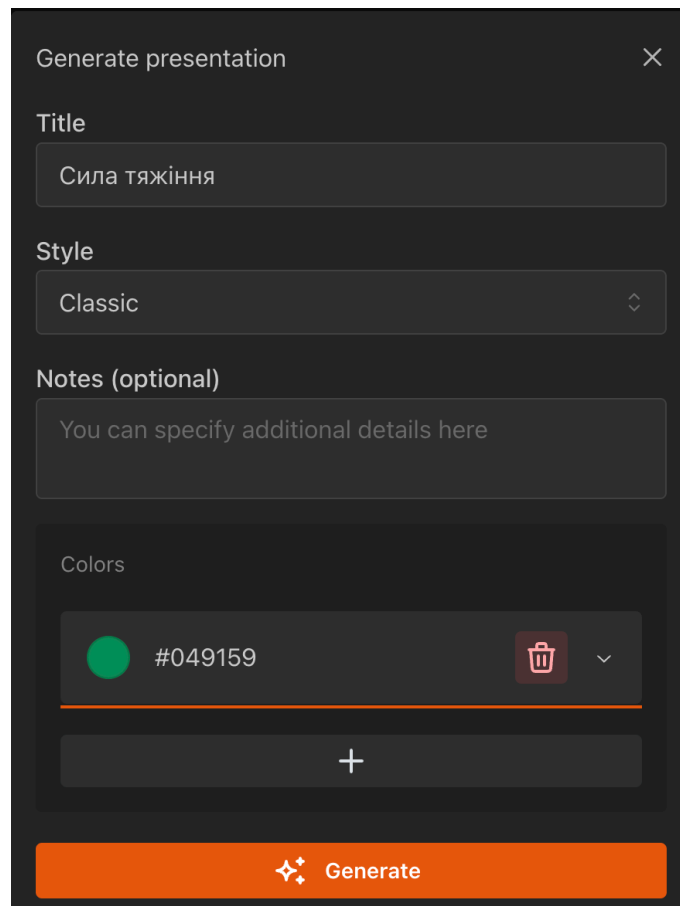 Generate presentation
Title
Сила тяжіння
Style
Classic
Notes (optional)
You can specify additional details here
Colors
#049159
Generate